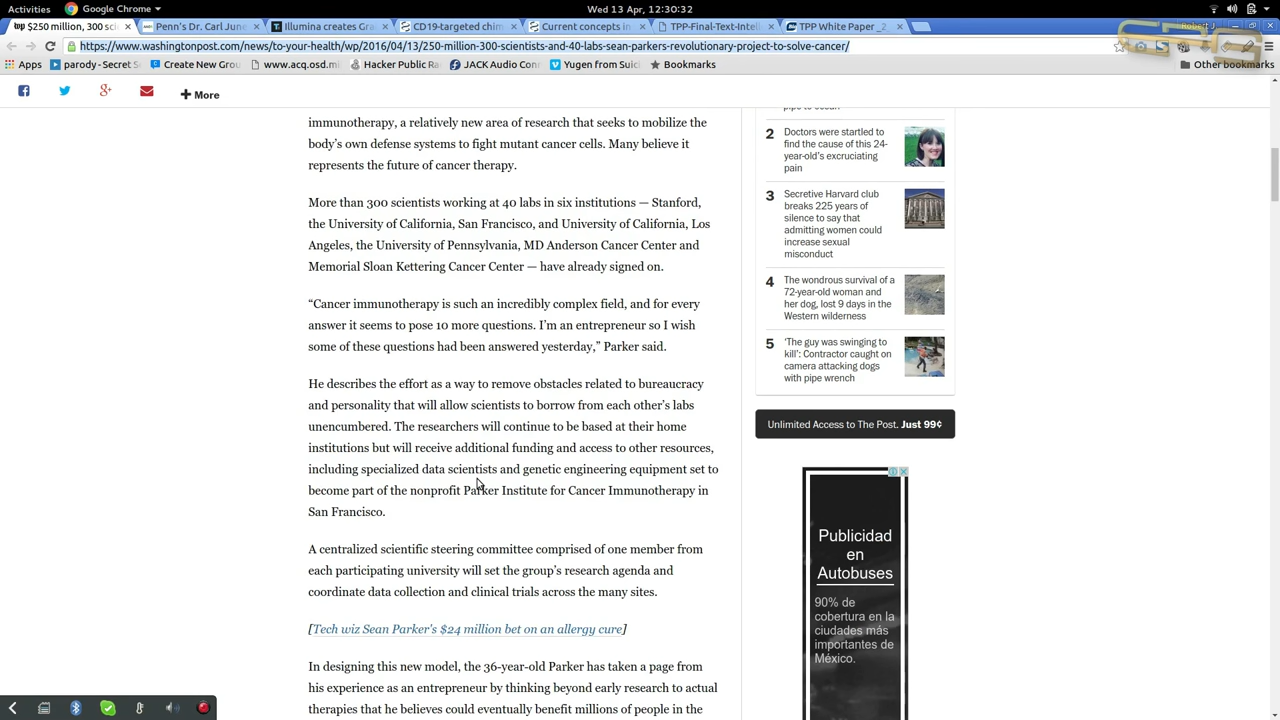 Activities
Google Chrome
Wed 13 Apr, 12:30:32
$250 million, 300 sci
Penn's Dr. Carl June
Illumina creates Gra
CD19-targeted chim
Current concepts in
TPP-Final-Text-Intell
TPP White Paper _2_
Robert J
https://www.washingtonpost.com/news/to-your-health/wp/2016/04/13/250-million-300-scientists-and-40-labs-sean-parkers-revolutionary-project-to-solve-cancer/
Apps
parody - Secret S
Create New Grou
www.acq.osd.mi
Hacker Public Ra
JACK Audio Conn
Yugen from Suic
Bookmarks
Other bookmarks
More
immunotherapy, a relatively new area of research that seeks to mobilize the
body's own defense systems to fight mutant cancer cells. Many believe it
represents the future of cancer therapy.
More than 300 scientists working at 40 labs in six institutions — Stanford,
the University of California, San Francisco, and University of California, Los
Angeles, the University of Pennsylvania, MD Anderson Cancer Center and
Memorial Sloan Kettering Cancer Center — have already signed on.
“Cancer immunotherapy is such an incredibly complex field, and for every
answer it seems to pose 10 more questions. I'm an entrepreneur so I wish
some of these questions had been answered yesterday,” Parker said.
He describes the effort as a way to remove obstacles related to bureaucracy
and personality that will allow scientists to borrow from each other's labs
unencumbered. The researchers will continue to be based at their home
institutions but will receive additional funding and access to other resources,
including specialized data scientists and genetic engineering equipment set to
become part of the nonprofit Parker Institute for Cancer Immunotherapy in
San Francisco.
A centralized scientific steering committee comprised of one member from
each participating university will set the group's research agenda and
coordinate data collection and clinical trials across the many sites.
[Tech wiz Sean Parker's $24 million bet on an allergy cure]
In designing this new model, the 36-year-old Parker has taken a page from
his experience as an entrepreneur by thinking beyond early research to actual
therapies that he believes could eventually benefit millions of people in the
pipe to ocean
2
Doctors were startled to
find the cause of this 24-
year-old's excruciating
pain
3
Secretive Harvard club
breaks 225 years of
silence to say that
admitting women could
increase sexual
misconduct
4
The wondrous survival of a
72-year-old woman and
her dog, lost 9 days in the
Western wilderness
5
'The guy was swinging to
kill': Contractor caught on
camera attacking dogs
with pipe wrench
Unlimited Access to The Post. Just 99¢
Publicidad
en
Autobuses
90% de
cobertura en la
ciudades más
importantes de
México.